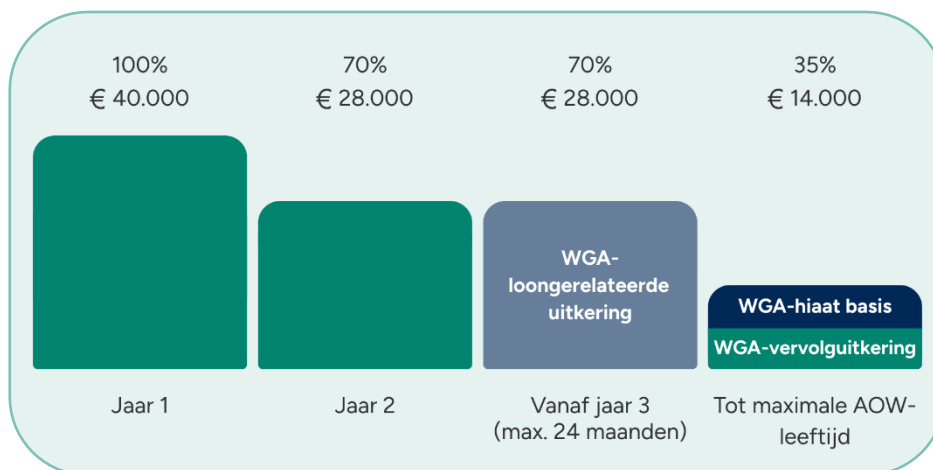 100%
€ 40.000
70%
€ 28.000
70%
€ 28.000
35%
€ 14.000
WGA-
loongerelateerde
uitkering
WGA-hiaat basis
WGA-vervolguitkering
Jaar 1
Jaar 2
Vanaf jaar 3
(max. 24 maanden)
Tot maximale AOW-
leeftijd